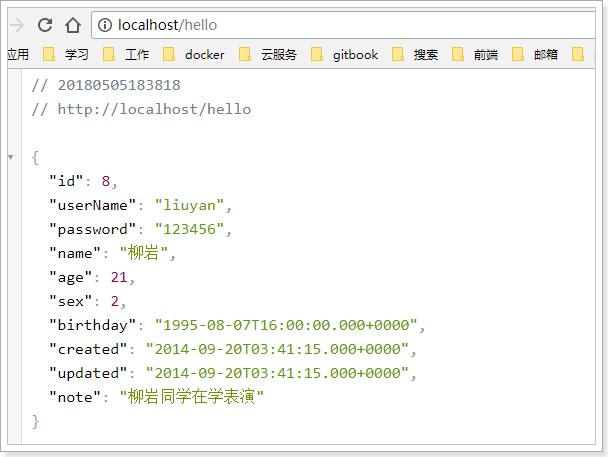 localhost/hello
应用 学习 工作 docker 云服务 gitbook 搜索 前端 邮箱
// 20180505183818
// http://localhost/hello
{
"id": 8,
"userName": "liuyan",
"password": "123456",
"name": "柳岩",
"age": 21,
"sex": 2,
"birthday": "1995-08-07T16:00:00.000+0000",
"created": "2014-09-20T03:41:15.000+0000",
"updated": "2014-09-20T03:41:15.000+0000",
"note": "柳岩同学在学表演"
}